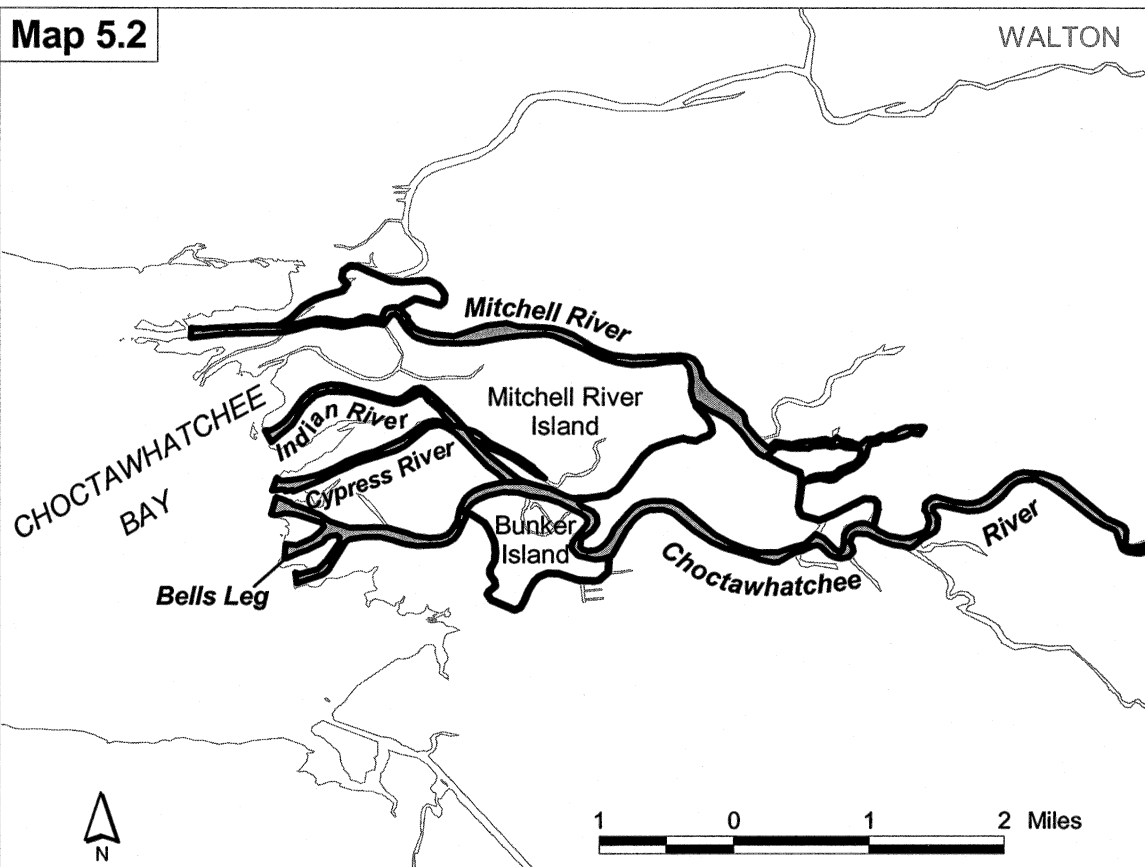 Map 5.2
WALTON
Mitchell River
Mitchell River
Island
CHOCTAWHATCHEE
BAY
Indian River
Cypress River
Bunker
Island
Choctawhatchee
River
Bells Leg
N
1 0 1 2 Miles